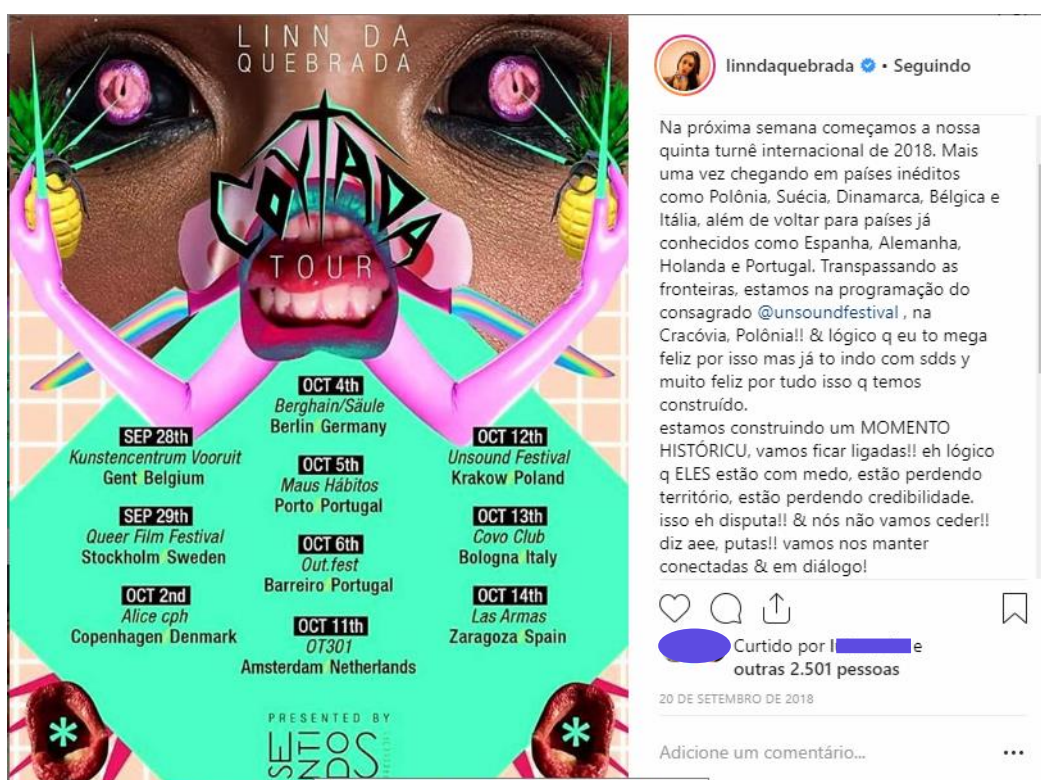 LINN DA
QUEBRADA
COYTADA
TOUR
SEP 28th
Kunstencentrum Vooruit
Gent Belgium
SEP 29th
Queer Film Festival
Stockholm Sweden
OCT 2nd
Alice cph
Copenhagen Denmark
OCT 4th
Berghain/Säule
Berlin Germany
OCT 5th
Maus Hábitos
Porto Portugal
OCT 6th
Out.fest
Barreiro Portugal
OCT 11th
OT301
Amsterdam Netherlands
OCT 12th
Unsound Festival
Krakow Poland
OCT 13th
Covo Club
Bologna Italy
OCT 14th
Las Armas
Zaragoza Spain
PRESENTED BY
SE
NTI
DOS
linndaquebrada • Seguindo
Na próxima semana começamos a nossa
quinta turnê internacional de 2018. Mais
uma vez chegando em países inéditos
como Polônia, Suécia, Dinamarca, Bélgica e
Itália, além de voltar para países já
conhecidos como Espanha, Alemanha,
Holanda e Portugal. Transpassando as
fronteiras, estamos na programação do
consagrado @unsoundfestival , na
Cracóvia, Polônia!! & lógico q eu to mega
feliz por isso mas já to indo com sdds y
muito feliz por tudo isso q temos
construído.
estamos construindo um MOMENTO
HISTÓRICU, vamos ficar ligadas!! eh lógico
q ELES estão com medo, estão perdendo
território, estão perdendo credibilidade.
isso eh disputa!! & nós não vamos ceder!!
diz aee, putas!! vamos nos manter
conectadas & em diálogo!
Curtido por e
outras 2.501 pessoas
20 DE SETEMBRO DE 2018
Adicione um comentário...